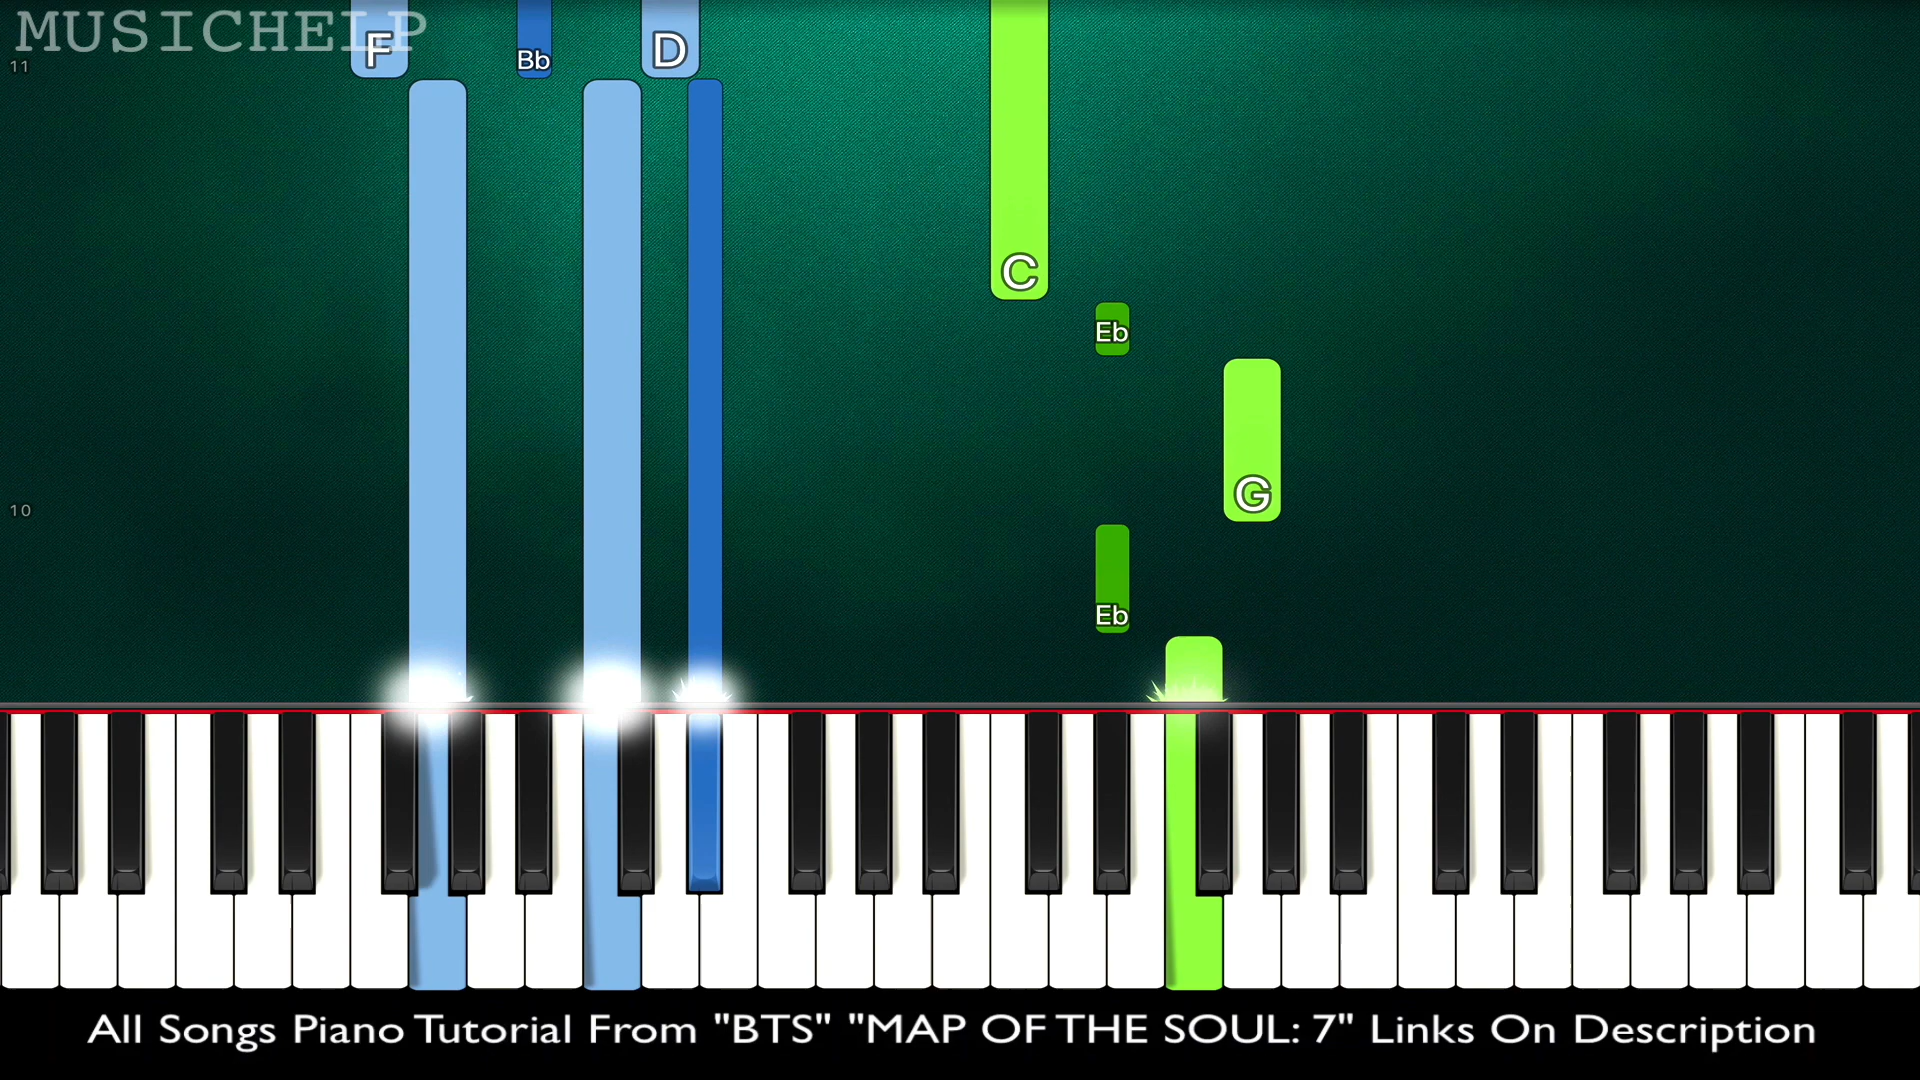 MUSICHELP
F
Bb
D
11
C
Eb
G
10
Eb
All Songs Piano Tutorial From "BTS" "MAP OF THE SOUL: 7" Links On Description